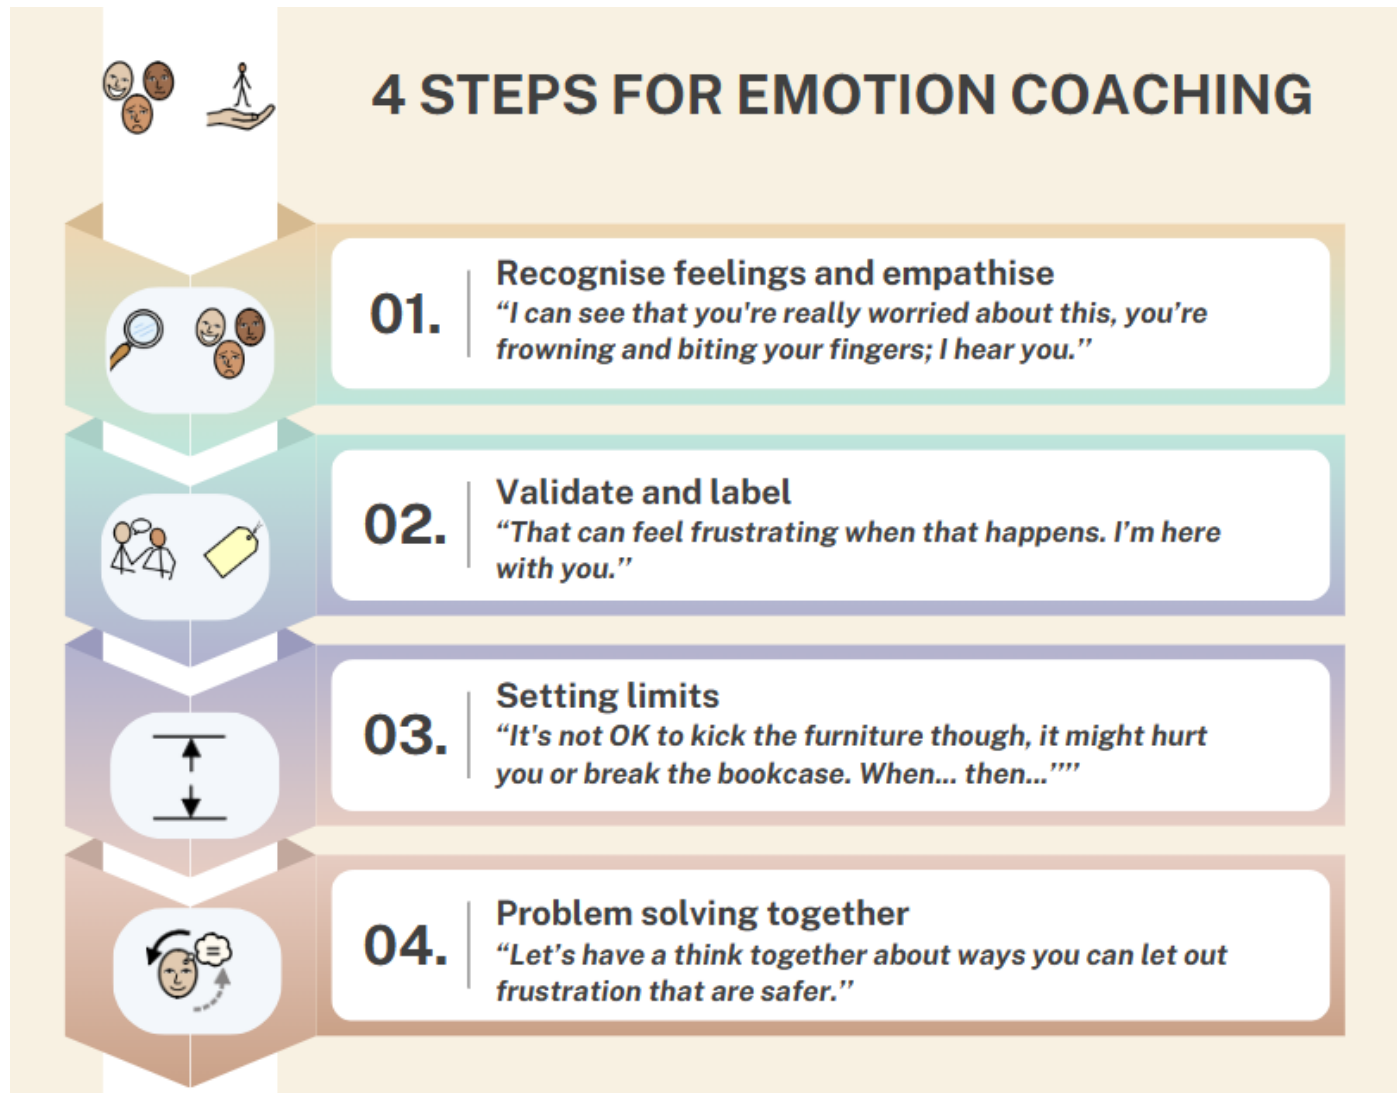 4 STEPS FOR EMOTION COACHING
01.
Recognise feelings and empathise
“I can see that you're really worried about this, you’re
frowning and biting your fingers; I hear you.’’
02.
Validate and label
“That can feel frustrating when that happens. I’m here
with you.’’
03.
Setting limits
“It's not OK to kick the furniture though, it might hurt
you or break the bookcase. When... then...’’’’
04.
Problem solving together
“Let’s have a think together about ways you can let out
frustration that are safer.’’
=